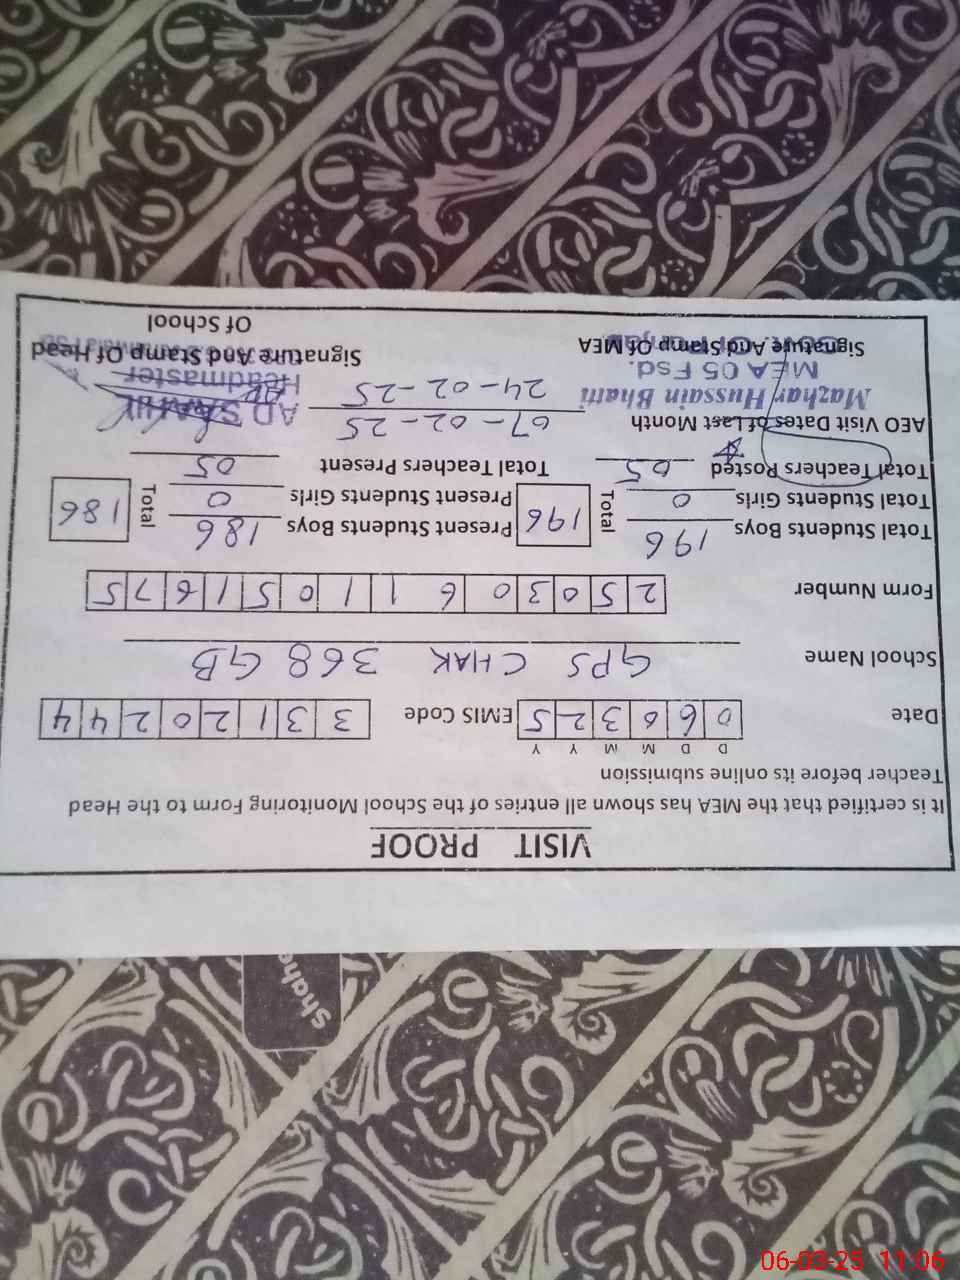 VISIT PROOF
It is certified that the MEA has shown all entries of the School Monitoring Form to the Head
Teacher before its online submission
D D M M Y Y
Date 0 6 0 3 2 5 EMIS Code 3 3 1 2 0 2 4 4
School Name GPS CHAK 368 GB
Form Number 2 5 0 3 0 6 1 1 0 5 1 6 7 5
Total Students Boys 196 Total 196 Present Students Boys 186 Total 186
Total Students Girls 0 Present Students Girls 0
Total Teachers Posted 05 Total Teachers Present 05
AEO Visit Dates of Last Month 07-02-25
24-02-25
Mazhar Hussain Bhatti
MEA 05 Fsd.
Headmaster
Signature And Stamp Of MEA Signature And Stamp Of Head
Of School
06-03-25 11:06